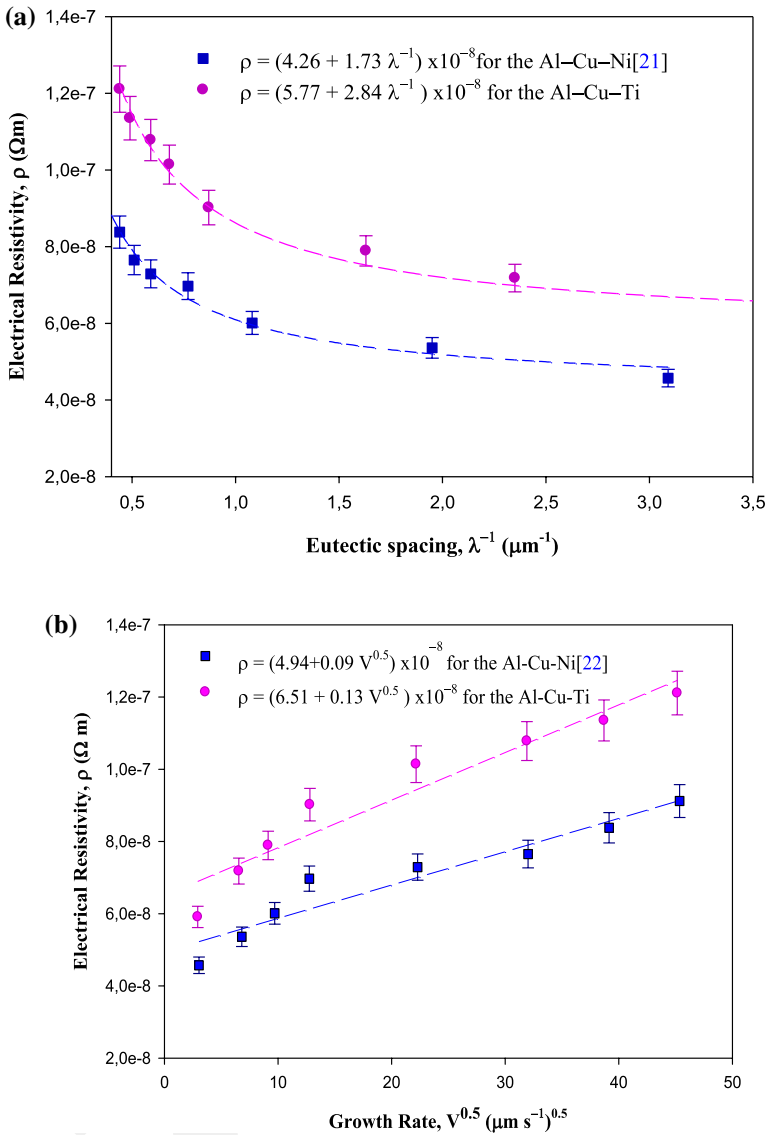 (a)
ρ = (4.26 + 1.73 λ⁻¹) x10⁻⁸ for the Al–Cu–Ni[21]
ρ = (5.77 + 2.84 λ⁻¹ ) x10⁻⁸ for the Al–Cu–Ti
1,4e-7
1,2e-7
1,0e-7
8,0e-8
6,0e-8
4,0e-8
2,0e-8
Electrical Resistivity, ρ (Ωm)
0,5 1,0 1,5 2,0 2,5 3,0 3,5
Eutectic spacing, λ⁻¹ (μm⁻¹)
(b)
ρ = (4.94+0.09 V⁰·⁵) x10⁻⁸ for the Al-Cu-Ni[22]
ρ = (6.51 + 0.13 V⁰·⁵ ) x10⁻⁸ for the Al-Cu-Ti
1,4e-7
1,2e-7
1,0e-7
8,0e-8
6,0e-8
4,0e-8
2,0e-8
Electrical Resistivity, ρ (Ω m)
0 10 20 30 40 50
Growth Rate, V⁰·⁵ (μm s⁻¹)⁰·⁵